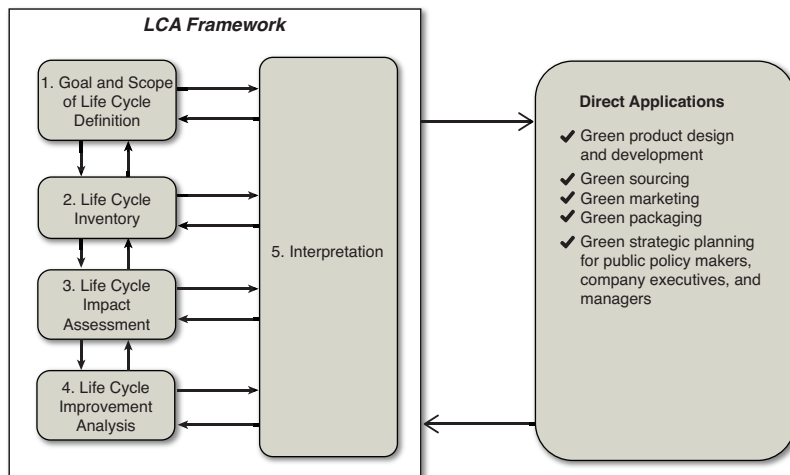 LCA Framework
1. Goal and Scope
of Life Cycle
Definition
2. Life Cycle
Inventory
3. Life Cycle
Impact
Assessment
4. Life Cycle
Improvement
Analysis
5. Interpretation
Direct Applications
✔ Green product design
and development
✔ Green sourcing
✔ Green marketing
✔ Green packaging
✔ Green strategic planning
for public policy makers,
company executives, and
managers